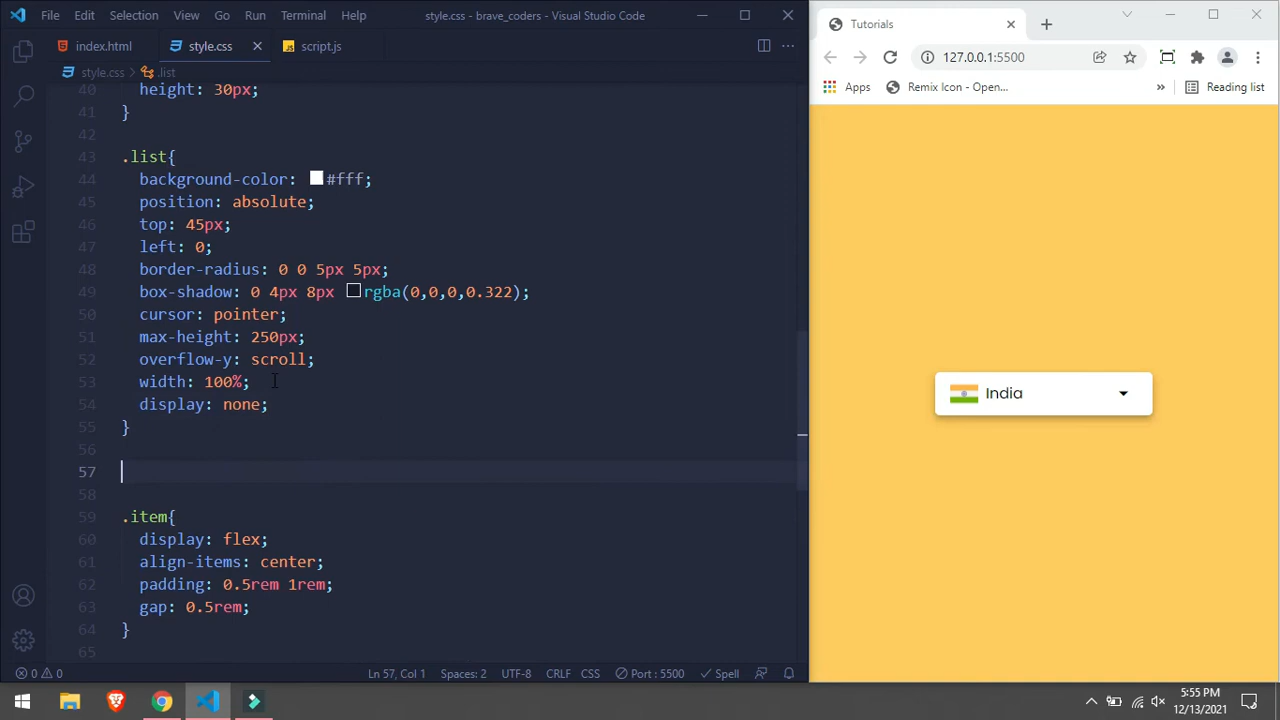 File Edit Selection View Go Run Terminal Help style.css - brave_coders - Visual Studio Code
index.html style.css script.js
style.css > .list
40 height: 30px;
41 }
42
43 .list{
44 background-color: #fff;
45 position: absolute;
46 top: 45px;
47 left: 0;
48 border-radius: 0 0 5px 5px;
49 box-shadow: 0 4px 8px rgba(0,0,0,0.322);
50 cursor: pointer;
51 max-height: 250px;
52 overflow-y: scroll;
53 width: 100%;
54 display: none;
55 }
56
57
58
59 .item{
60 display: flex;
61 align-items: center;
62 padding: 0.5rem 1rem;
63 gap: 0.5rem;
64 }
65
0 0 Ln 57, Col 1 Spaces: 2 UTF-8 CRLF CSS Port : 5500 Spell
Tutorials
127.0.0.1:5500
Apps Remix Icon - Open... » Reading list
India
5:55 PM
12/13/2021